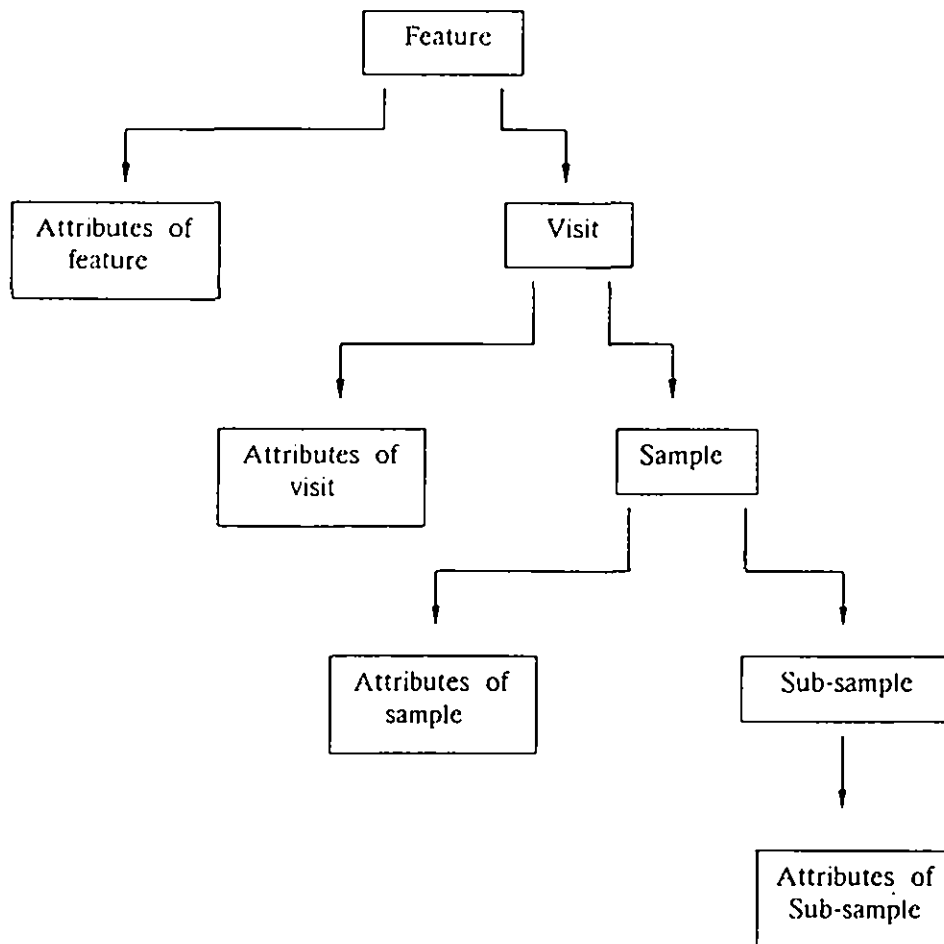 Feature
Attributes of
feature
Visit
Attributes of
visit
Sample
Attributes of
sample
Sub-sample
Attributes of
Sub-sample